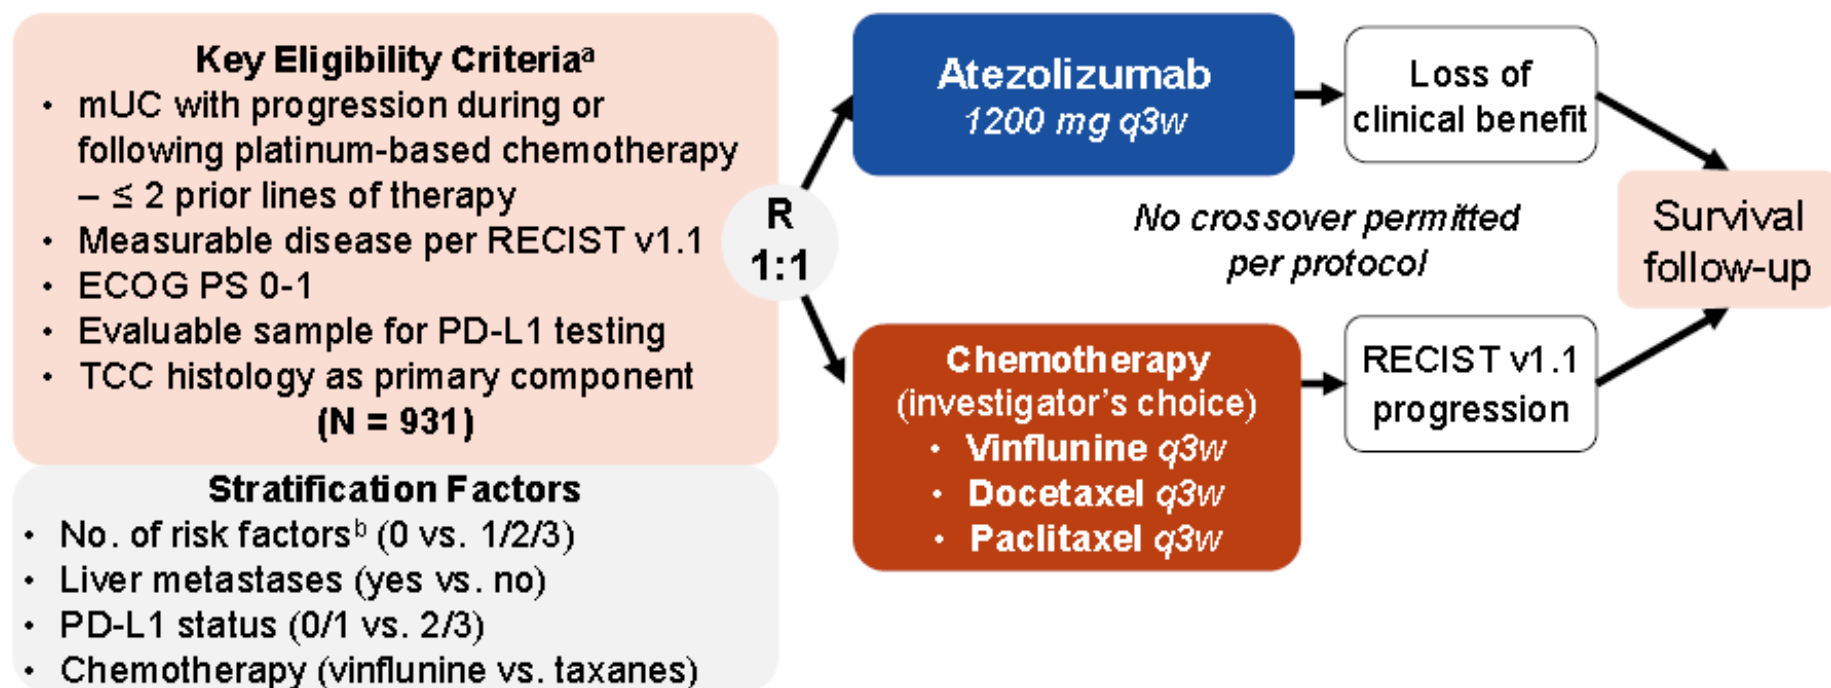 Key Eligibility Criteriaᵃ
• mUC with progression during or
following platinum-based chemotherapy
– ≤ 2 prior lines of therapy
• Measurable disease per RECIST v1.1
• ECOG PS 0-1
• Evaluable sample for PD-L1 testing
• TCC histology as primary component
(N = 931)
Stratification Factors
• No. of risk factorsᵇ (0 vs. 1/2/3)
• Liver metastases (yes vs. no)
• PD-L1 status (0/1 vs. 2/3)
• Chemotherapy (vinflunine vs. taxanes)
R
1:1
Atezolizumab
1200 mg q3w
Loss of
clinical benefit
No crossover permitted
per protocol
Chemotherapy
(investigator's choice)
• Vinflunine q3w
• Docetaxel q3w
• Paclitaxel q3w
RECIST v1.1
progression
Survival
follow-up